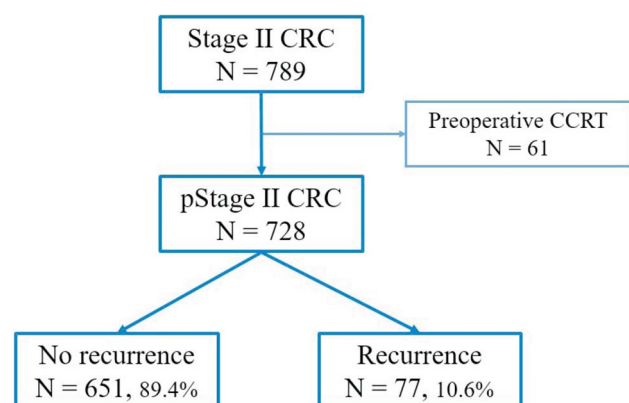 Stage II CRC
N = 789
Preoperative CCRT
N = 61
pStage II CRC
N = 728
No recurrence
N = 651, 89.4%
Recurrence
N = 77, 10.6%